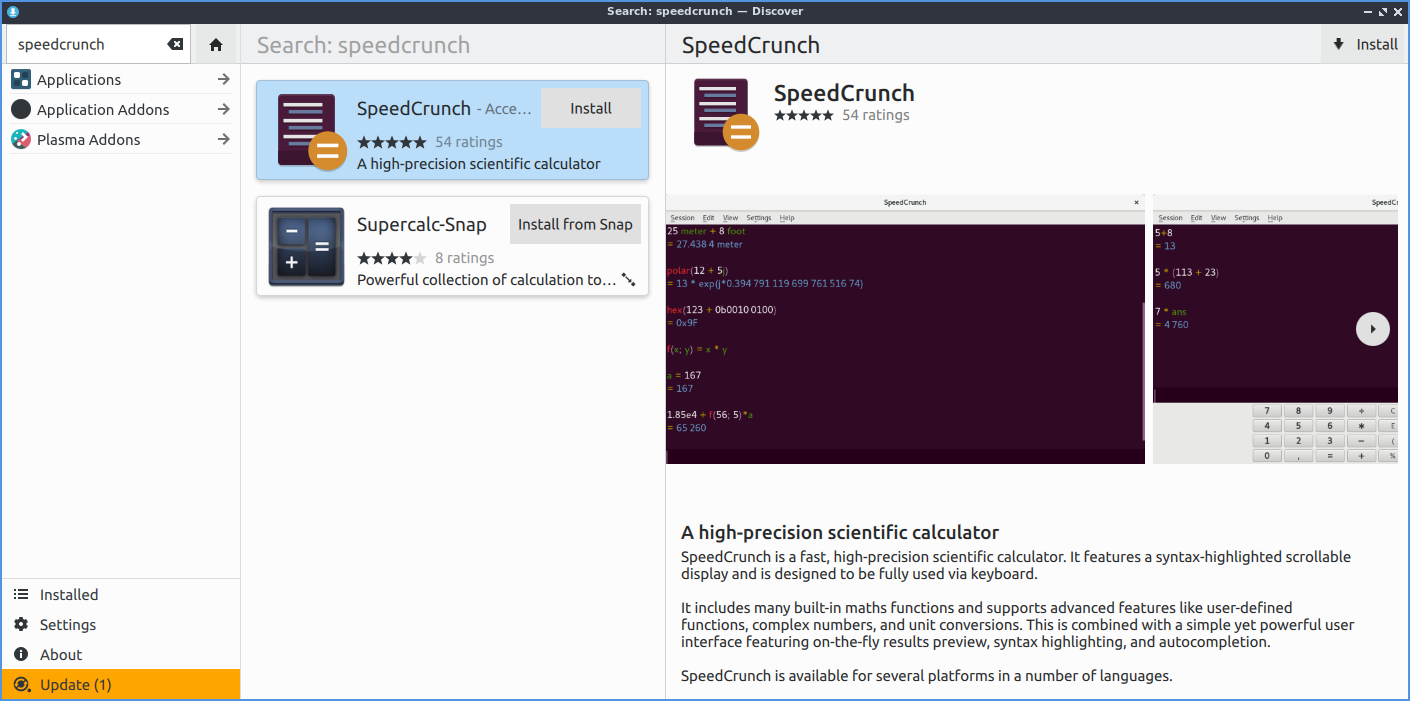 Search: speedcrunch — Discover
speedcrunch
Applications
Application Addons
Plasma Addons
Installed
Settings
About
Update (1)
Search: speedcrunch
SpeedCrunch - Acce…
Install
54 ratings
A high-precision scientific calculator
Supercalc-Snap
Install from Snap
8 ratings
Powerful collection of calculation to…
SpeedCrunch
Install
SpeedCrunch
54 ratings
SpeedCrunch
Session Edit View Settings Help
25 meter + 8 foot
= 27.438 4 meter
polar(12 + 5j)
= 13 * exp(j*0.394 791 119 699 761 516 74)
hex(123 + 0b0010 0100)
= 0x9F
f(x; y) = x * y
a = 167
= 167
1.85e4 + f(56; 5)*a
= 65 260
SpeedCr
Session Edit View Settings Help
5+8
= 13
5 * (113 + 23)
= 680
7 * ans
= 4 760
7 8 9 ÷ C
4 5 6 * E
1 2 3 − (
0 , = + %
A high-precision scientific calculator
SpeedCrunch is a fast, high-precision scientific calculator. It features a syntax-highlighted scrollable
display and is designed to be fully used via keyboard.
It includes many built-in maths functions and supports advanced features like user-defined
functions, complex numbers, and unit conversions. This is combined with a simple yet powerful user
interface featuring on-the-fly results preview, syntax highlighting, and autocompletion.
SpeedCrunch is available for several platforms in a number of languages.